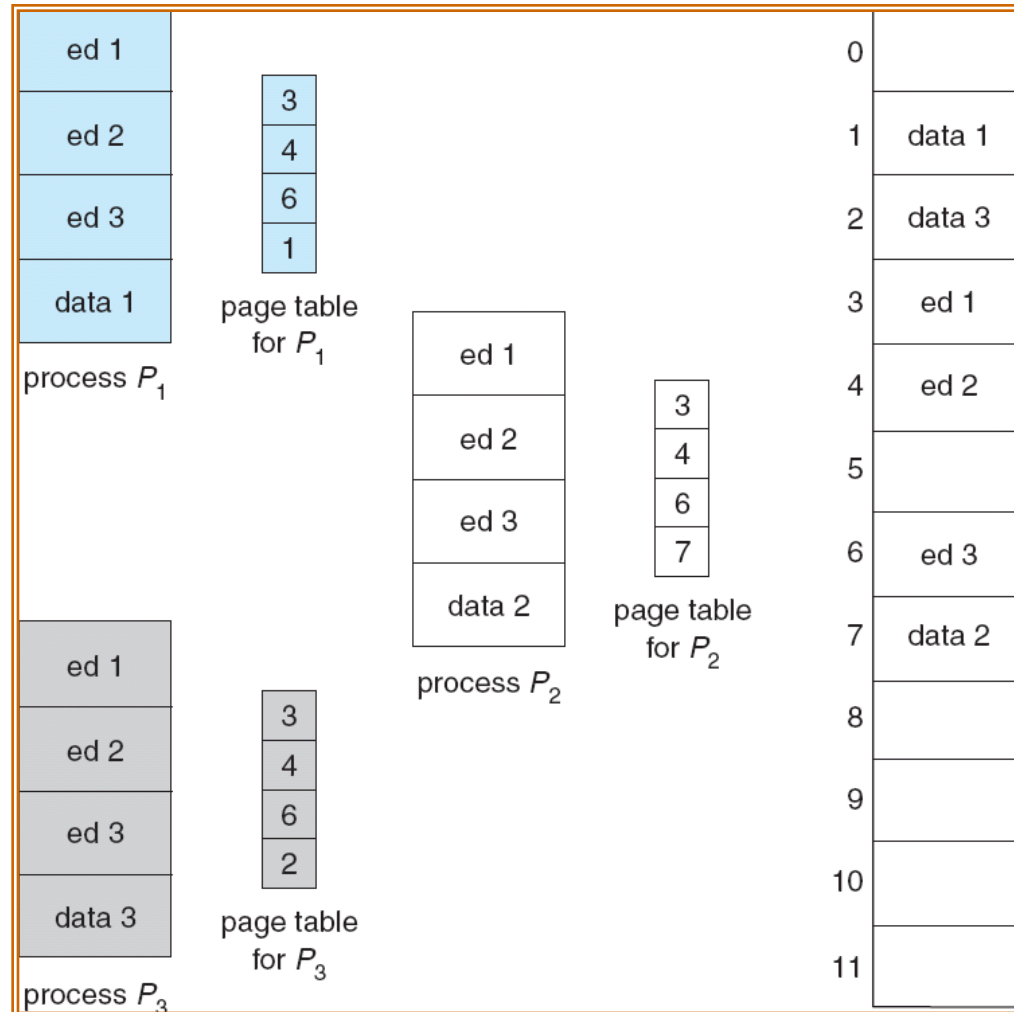 ed 1
ed 2
ed 3
data 1
process P1
3
4
6
1
page table
for P1
ed 1
ed 2
ed 3
data 2
process P2
3
4
6
7
page table
for P2
ed 1
ed 2
ed 3
data 3
process P3
3
4
6
2
page table
for P3
0
1 data 1
2 data 3
3 ed 1
4 ed 2
5
6 ed 3
7 data 2
8
9
10
11